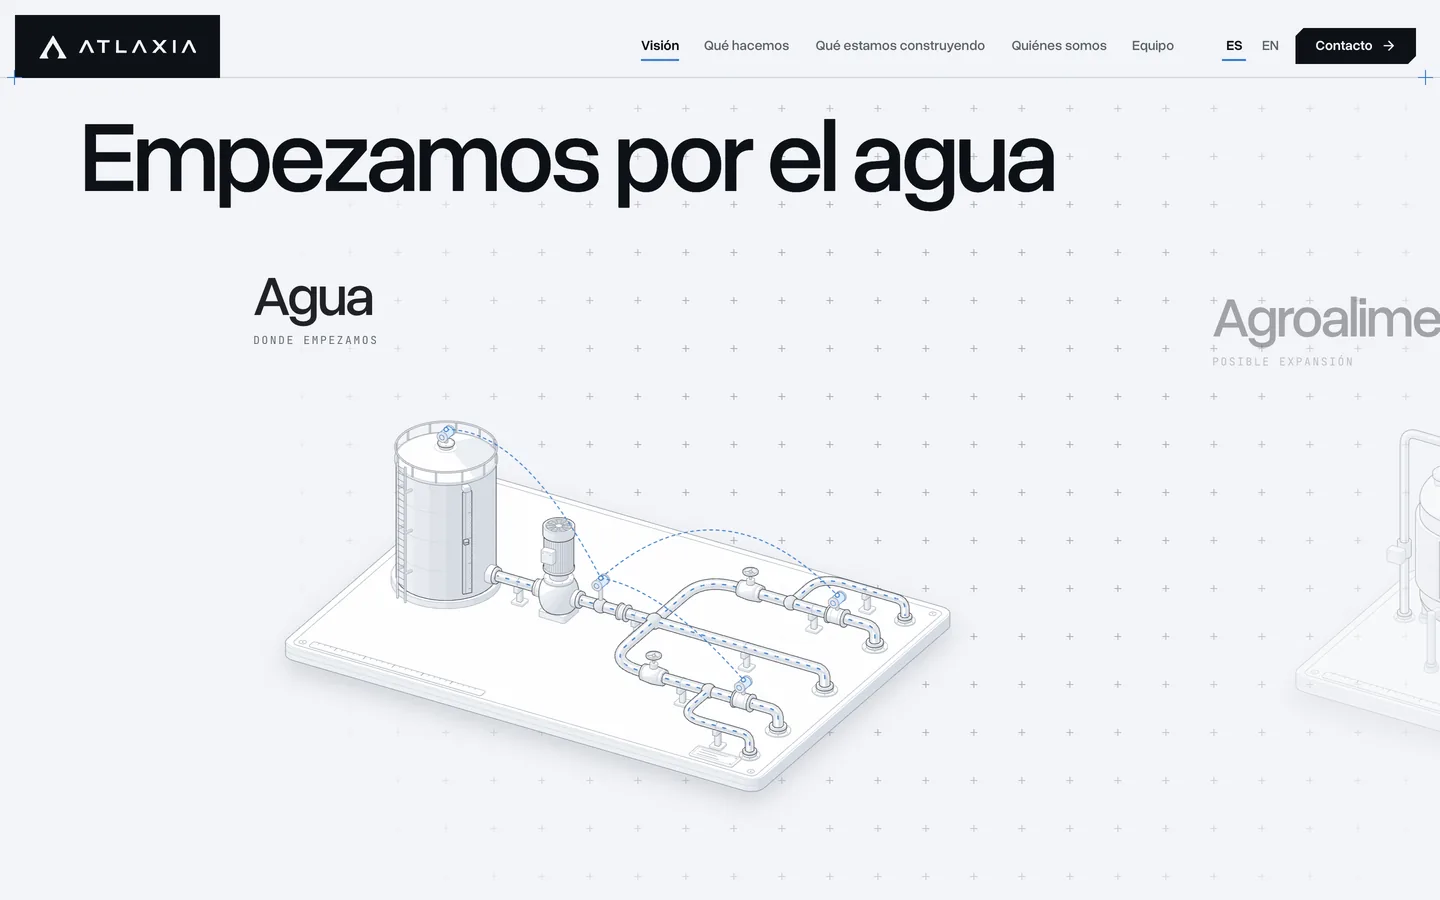 ATLAXIA
Visión
Qué hacemos
Qué estamos construyendo
Quiénes somos
Equipo
ES
EN
Contacto →
Empezamos por el agua
Agua
DONDE EMPEZAMOS
Agroalime
POSIBLE EXPANSIÓN